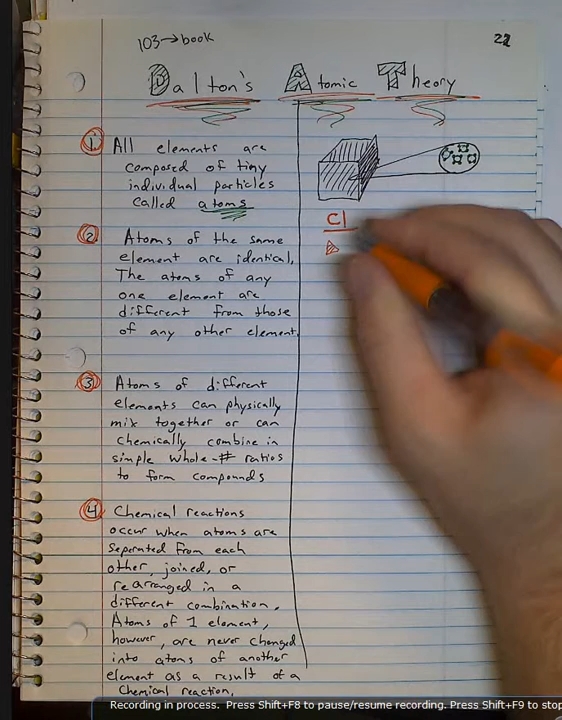 103→book
22
Dalton's Atomic Theory
1. All elements are
composed of tiny
individual particles
called atoms
2 Atoms of the same
element are identical.
The atoms of any
one element are
different from those
of any other element.
3 Atoms of different
elements can physically
mix together or can
chemically combine in
simple whole-# ratios
to form compounds
4 Chemical reactions
occur when atoms are
seperated from each
other, joined, or
rearranged in a
different combination.
Atoms of 1 element,
however, are never changed
into atoms of another
element as a result of a
chemical reaction.
Cl
Recording in process. Press Shift+F8 to pause/resume recording. Press Shift+F9 to stop